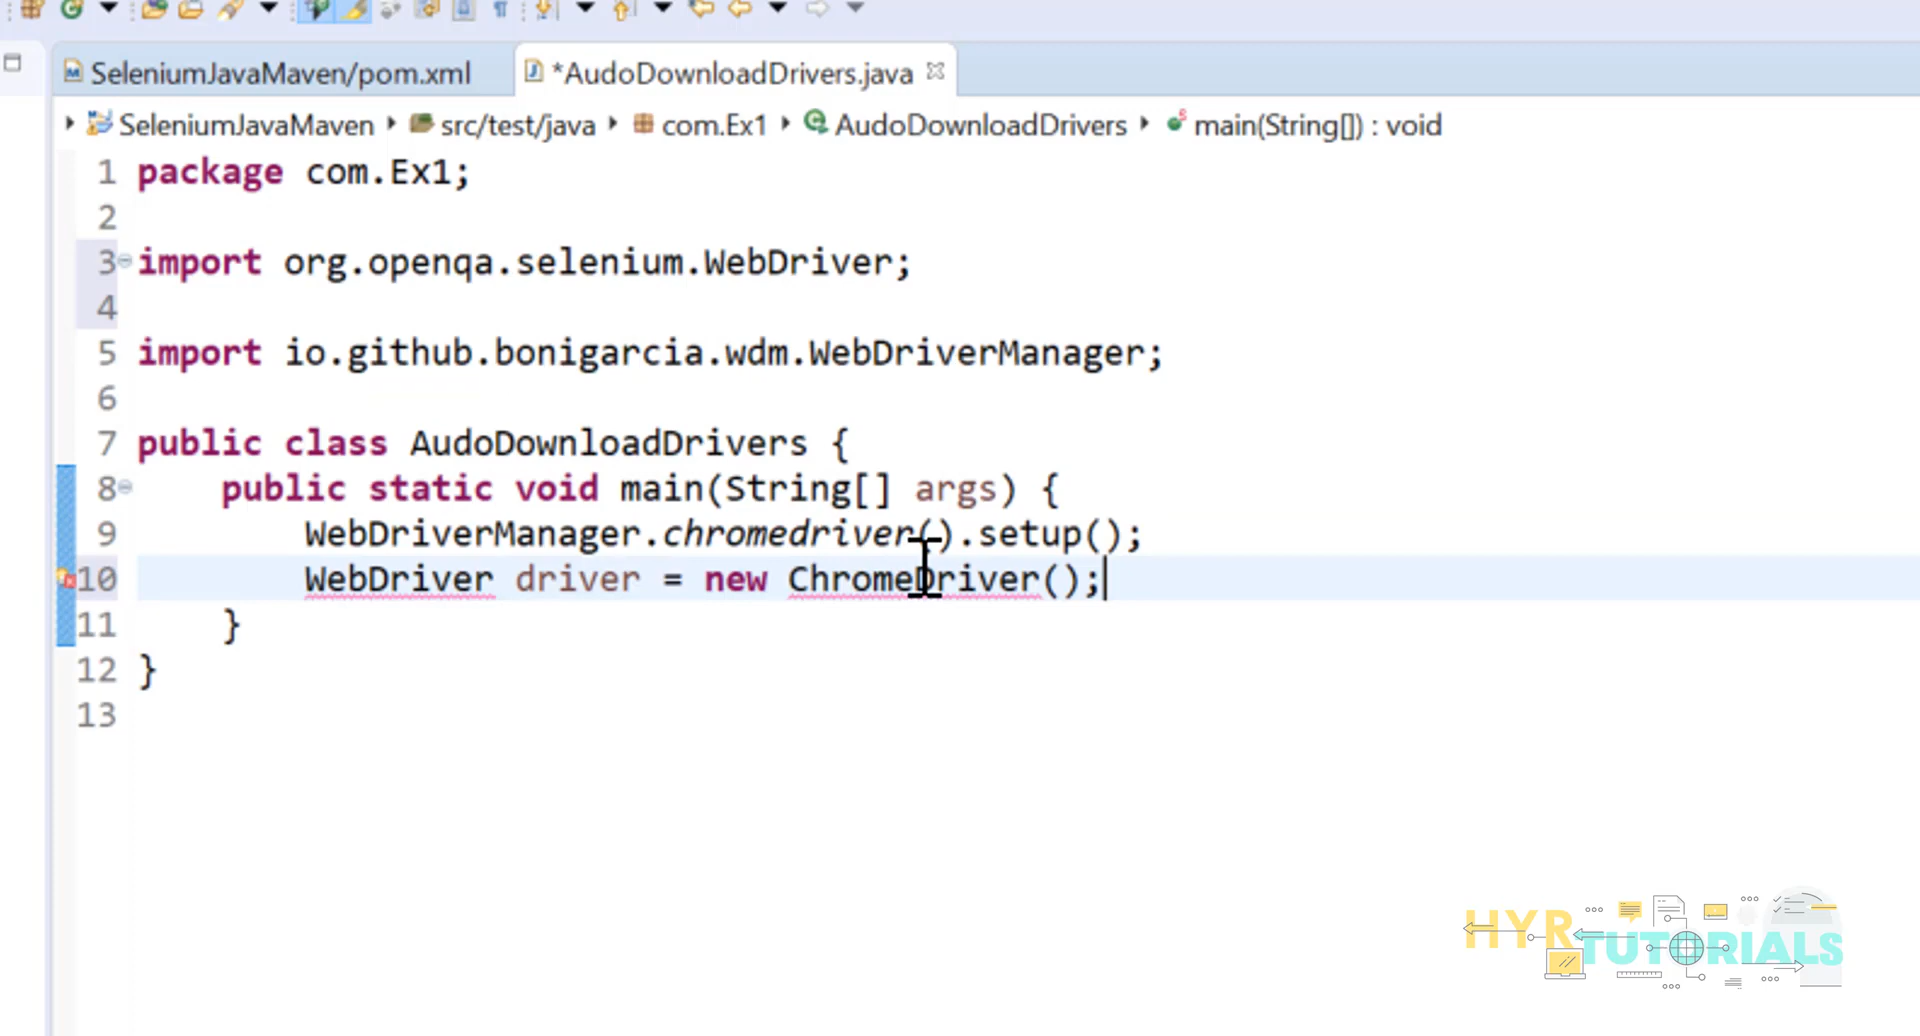 SeleniumJavaMaven/pom.xml
*AudoDownloadDrivers.java
SeleniumJavaMaven
src/test/java
com.Ex1
AudoDownloadDrivers
main(String[]) : void
1 package com.Ex1;
2
3 import org.openqa.selenium.WebDriver;
4
5 import io.github.bonigarcia.wdm.WebDriverManager;
6
7 public class AudoDownloadDrivers {
8 public static void main(String[] args) {
9 WebDriverManager.chromedriver().setup();
10 WebDriver driver = new ChromeDriver();
11 }
12 }
13
HYR
TUTORIALS